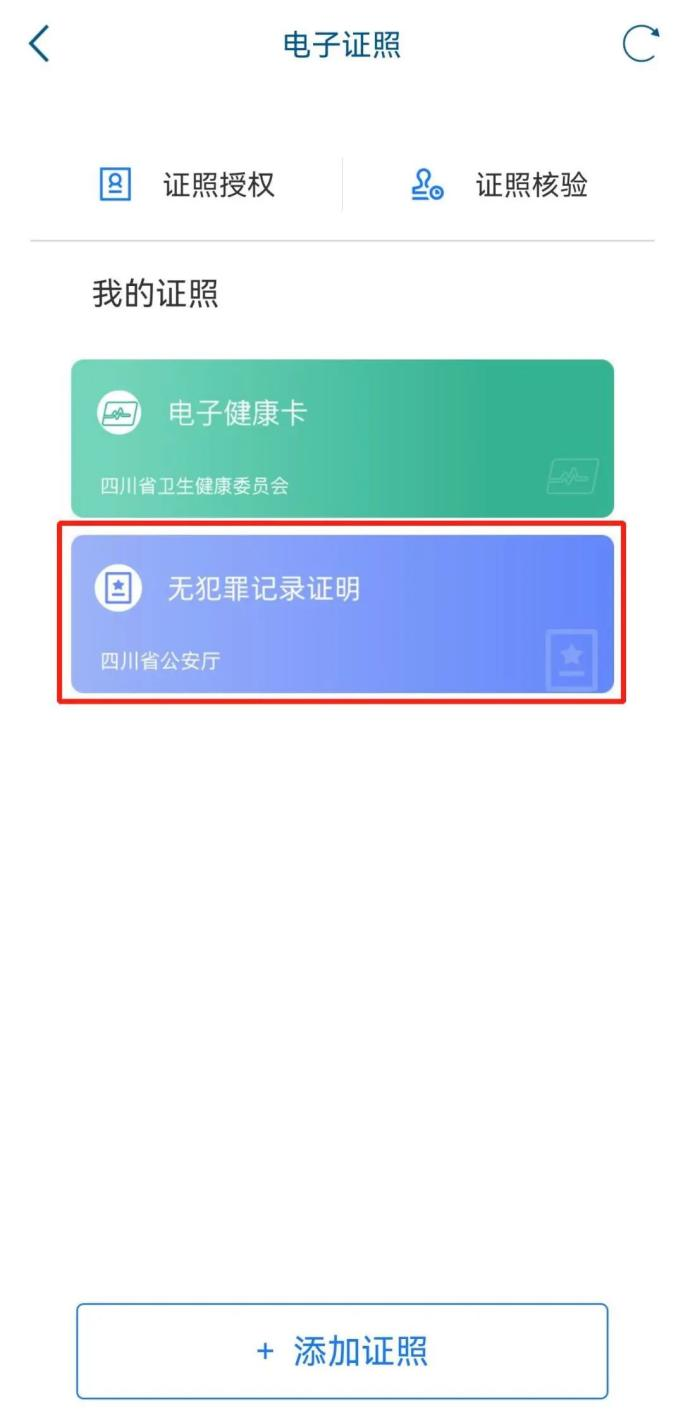 电子证照
证照授权
证照核验
我的证照
电子健康卡
四川省卫生健康委员会
无犯罪记录证明
四川省公安厅
+ 添加证照